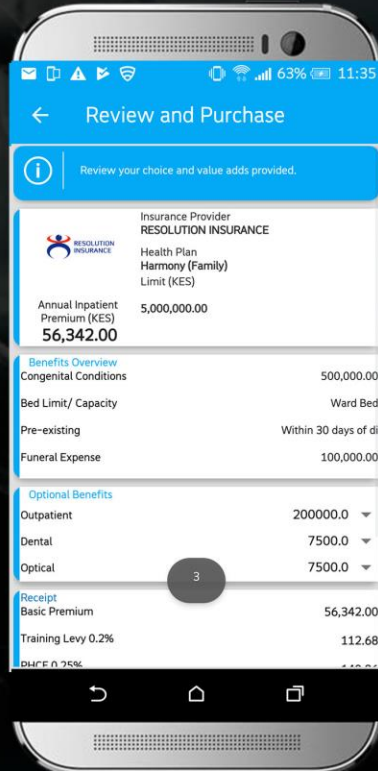 63% 11:35
Review and Purchase
Review your choice and value adds provided.
RESOLUTION
INSURANCE
Insurance Provider
RESOLUTION INSURANCE
Health Plan
Harmony (Family)
Limit (KES)
5,000,000.00
Annual Inpatient
Premium (KES)
56,342.00
Benefits Overview
Congenital Conditions 500,000.00
Bed Limit/ Capacity Ward Bed
Pre-existing Within 30 days of di
Funeral Expense 100,000.00
Optional Benefits
Outpatient 200000.0
Dental 7500.0
Optical 7500.0
3
Receipt
Basic Premium 56,342.00
Training Levy 0.2% 112.68
PHCF 0.25%